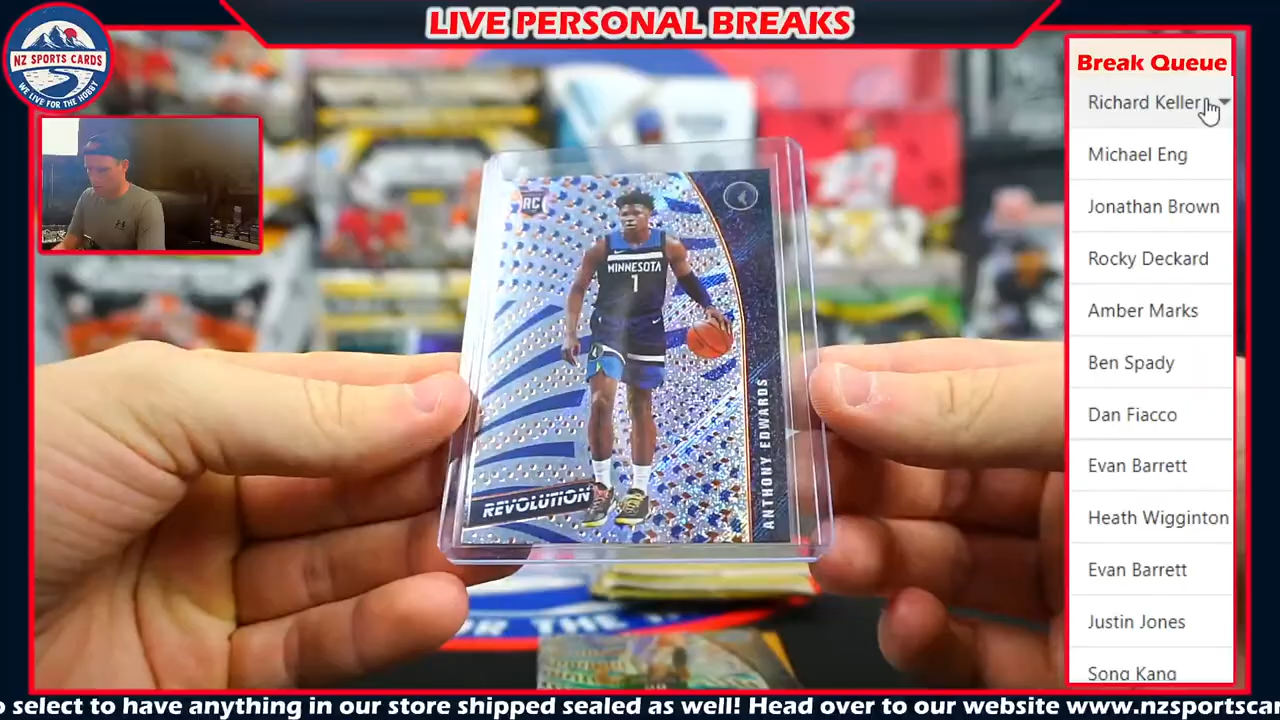 LIVE PERSONAL BREAKS
NZ SPORTS CARDS
WE LIVE FOR THE HOBBY
Break Queue
Richard Keller
Michael Eng
Jonathan Brown
Rocky Deckard
Amber Marks
Ben Spady
Dan Fiacco
Evan Barrett
Heath Wigginton
Evan Barrett
Justin Jones
Song Kang
RC
MINNESOTA
1
ANTHONY EDWARDS
REVOLUTION
FOR THE
o select to have anything in our store shipped sealed as well! Head over to our website www.nzsportscar